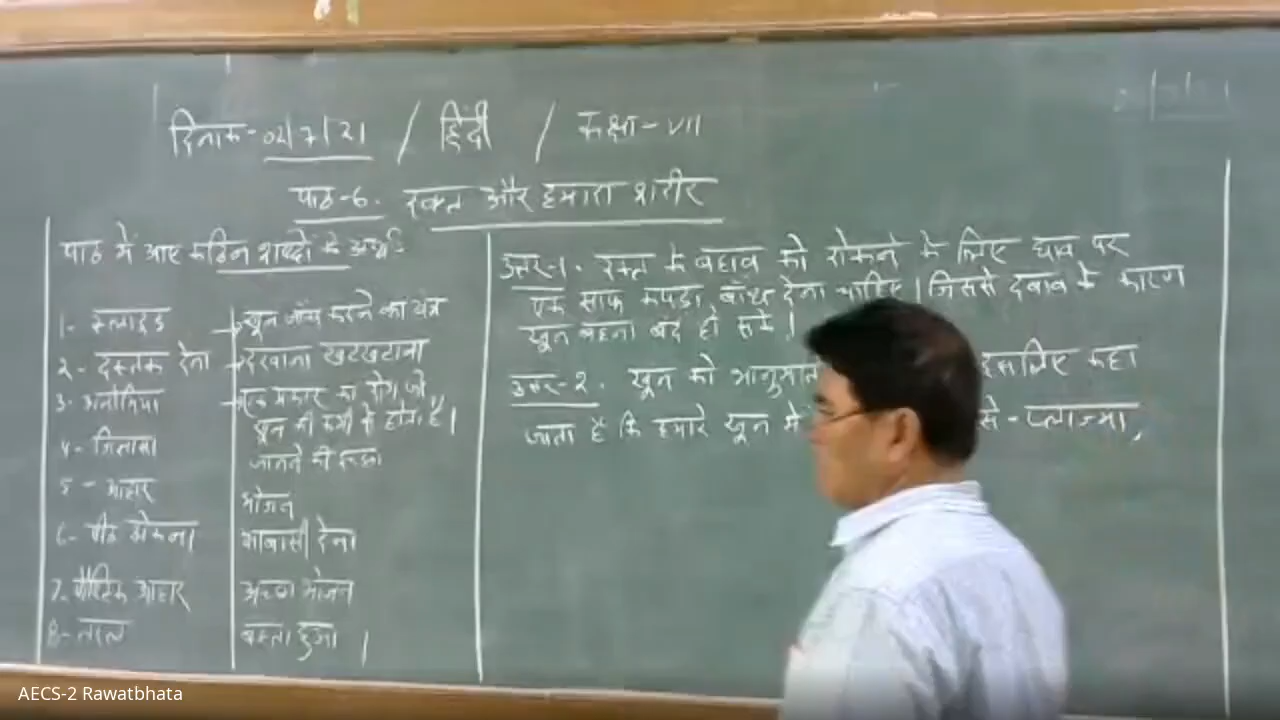 दिनांक-02/7/21 / हिंदी / कक्षा-VII
पाठ-6. रक्त और हमारा शरीर
पाठ में आए कठिन शब्दों के अर्थ:-
1- स्लाइड खून जाँच करने का यंत्र
2- दस्तक देना दरवाजा खटखटाना
3- अनीमिया एक प्रकार का रोग, जो
खून की कमी से होता है।
4- जिज्ञासा जानने की इच्छा
5- आहार भोजन
6- पीठ ठोकना शाबासी देना
7- पौष्टिक आहार अच्छा भोजन
8- तरल बहता हुआ।
उत्तर-1. रक्त के बहाव को रोकने के लिए घाव पर
एक साफ कपड़ा, बाँध देना चाहिए। जिससे दबाव के कारण
खून बहना बंद हो सके।
उत्तर-2. खून को भानुमति इसलिए कहा
जाता है कि हमारे खून में से-प्लाज्मा,
AECS-2 Rawatbhata